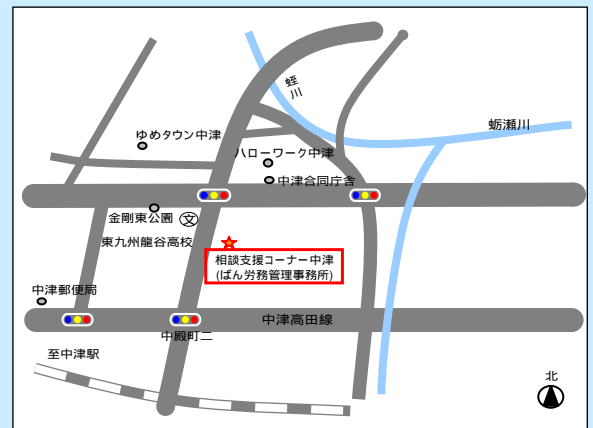 蛭川
蛎瀬川
ゆめタウン中津
ハローワーク中津
中津合同庁舎
金剛東公園
文
東九州龍谷高校
相談支援コーナー中津
(ばん労務管理事務所)
中津郵便局
中津高田線
中殿町二
至中津駅
北